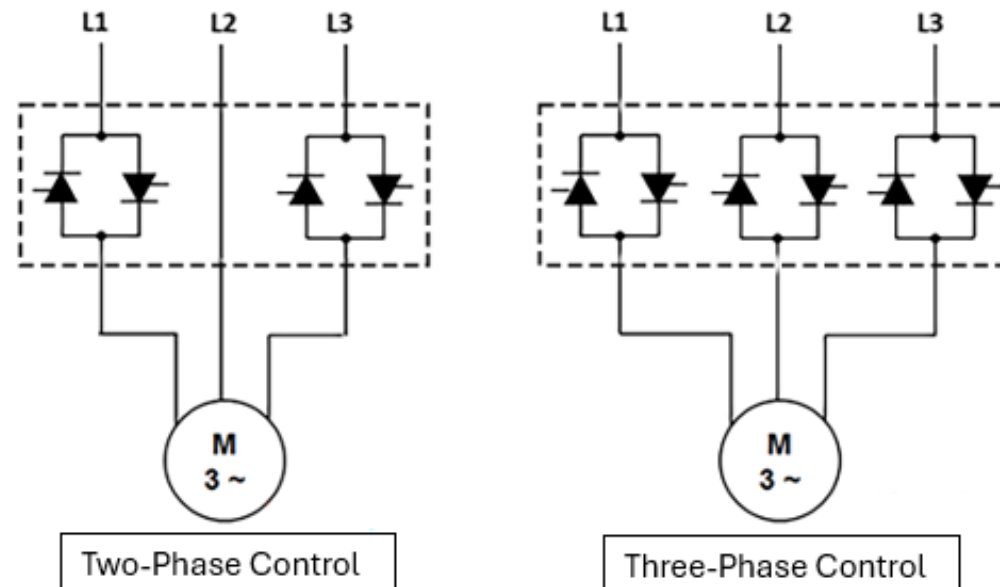 L1 L2 L3
L1 L2 L3
M
3 ~
M
3 ~
Two-Phase Control
Three-Phase Control